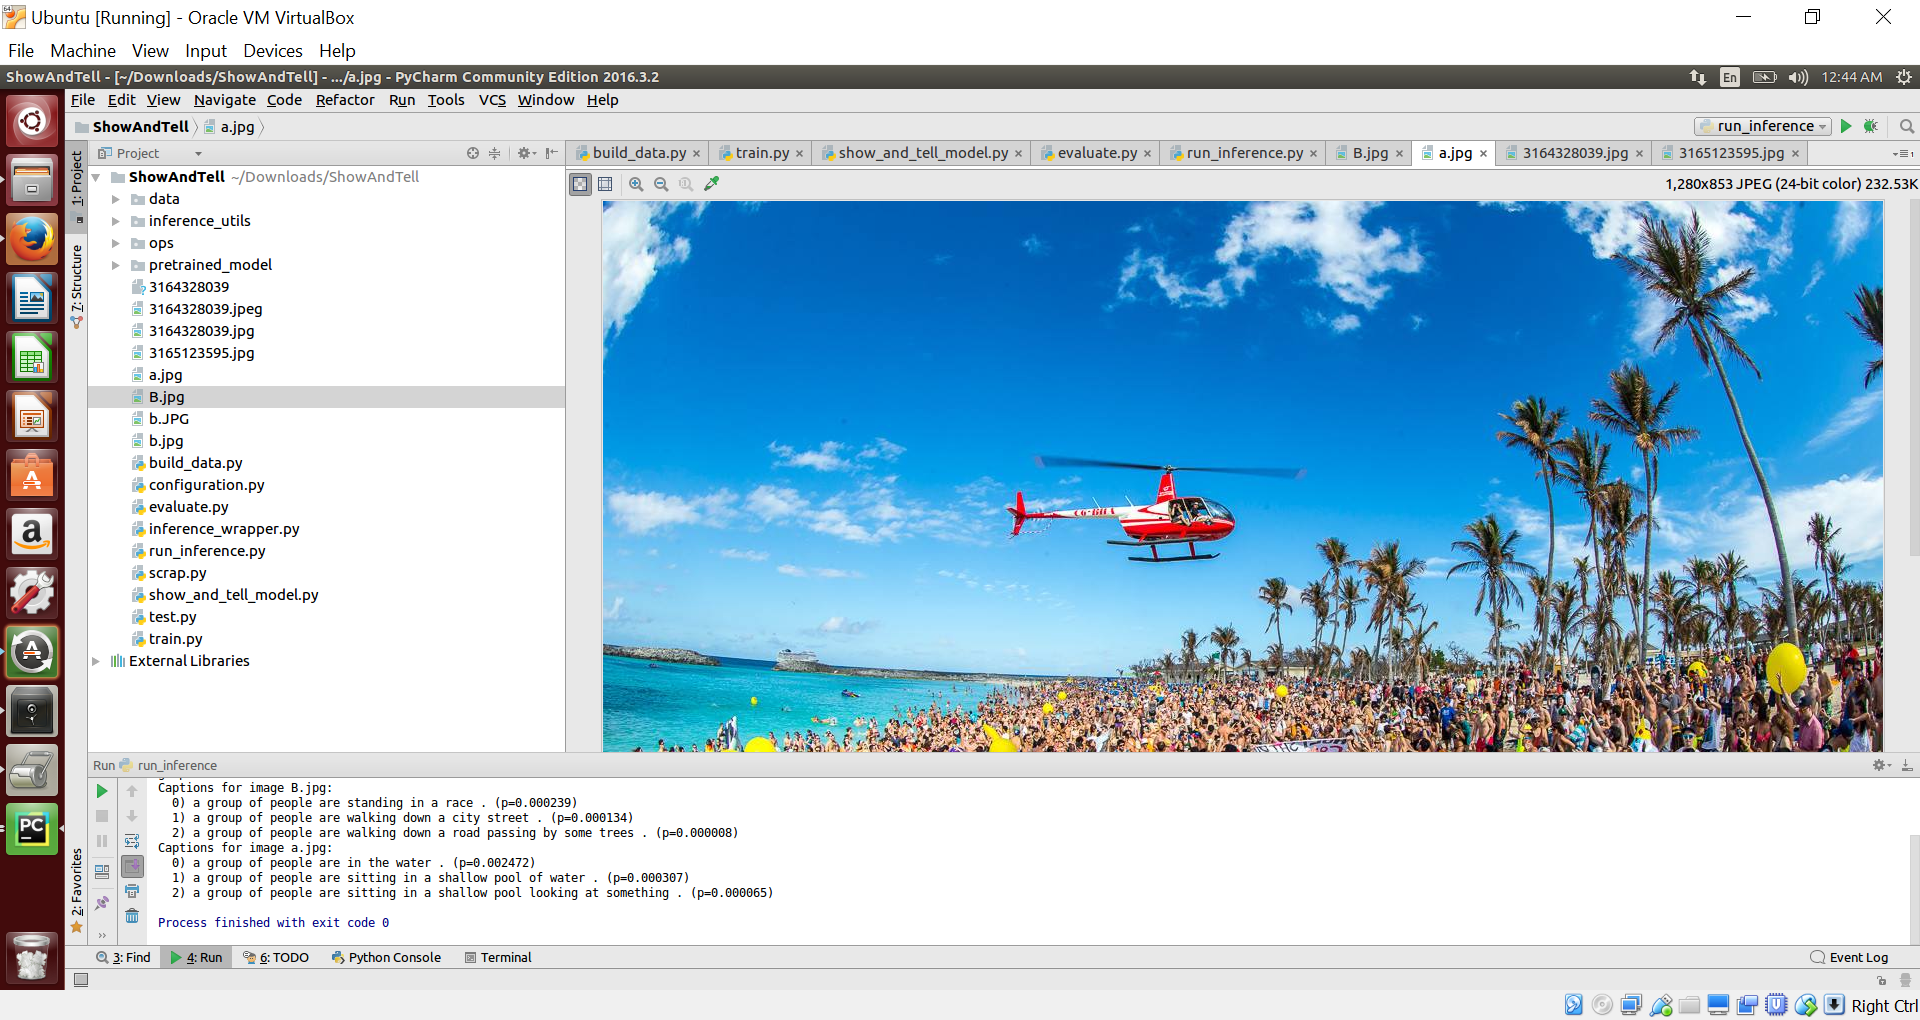 Ubuntu [Running] - Oracle VM VirtualBox
File Machine View Input Devices Help
ShowAndTell - [~/Downloads/ShowAndTell] - .../a.jpg - PyCharm Community Edition 2016.3.2
En 12:44 AM
File Edit View Navigate Code Refactor Run Tools VCS Window Help
ShowAndTell a.jpg
run_inference
Project
build_data.py train.py show_and_tell_model.py evaluate.py run_inference.py B.jpg a.jpg 3164328039.jpg 3165123595.jpg
1: Project
7: Structure
2: Favorites
1,280x853 JPEG (24-bit color) 232.53K
ShowAndTell ~/Downloads/ShowAndTell
data
inference_utils
ops
pretrained_model
3164328039
3164328039.jpeg
3164328039.jpg
3165123595.jpg
a.jpg
B.jpg
b.JPG
b.jpg
build_data.py
configuration.py
evaluate.py
inference_wrapper.py
run_inference.py
scrap.py
show_and_tell_model.py
test.py
train.py
External Libraries
Run run_inference
Captions for image B.jpg:
0) a group of people are standing in a race . (p=0.000239)
1) a group of people are walking down a city street . (p=0.000134)
2) a group of people are walking down a road passing by some trees . (p=0.000008)
Captions for image a.jpg:
0) a group of people are in the water . (p=0.002472)
1) a group of people are sitting in a shallow pool of water . (p=0.000307)
2) a group of people are sitting in a shallow pool looking at something . (p=0.000065)
Process finished with exit code 0
3: Find 4: Run 6: TODO Python Console Terminal Event Log
Right Ctrl